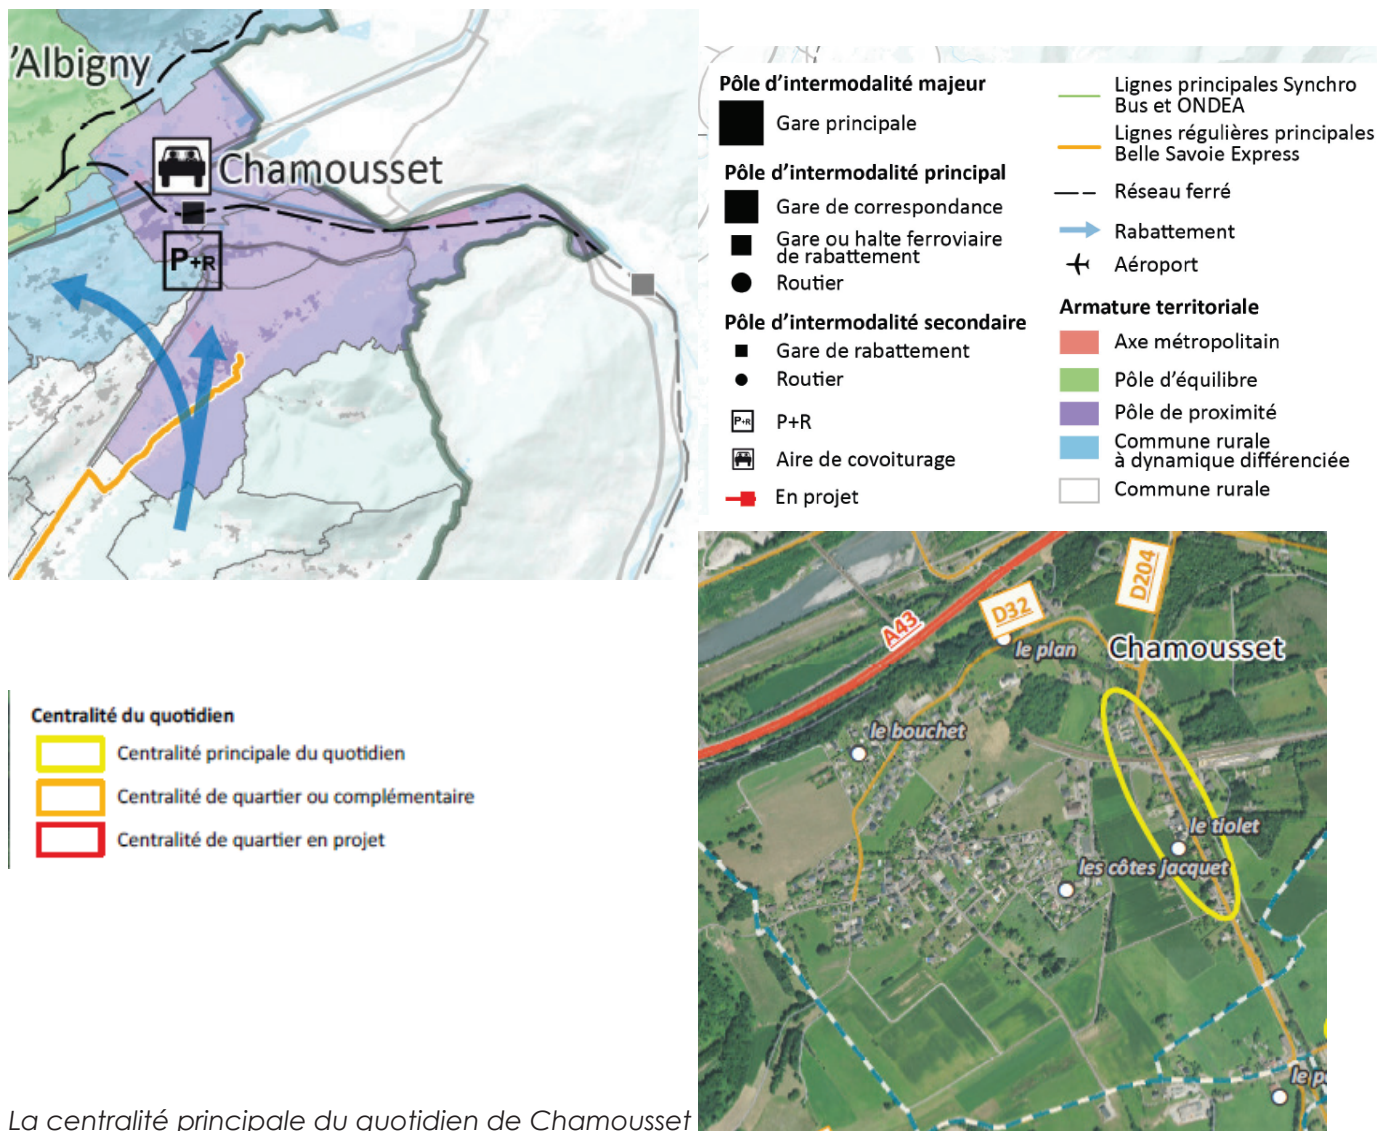 'Albigny
Chamousset
P+R
Pôle d'intermodalité majeur
Gare principale
Pôle d'intermodalité principal
Gare de correspondance
Gare ou halte ferroviaire
de rabattement
Routier
Pôle d'intermodalité secondaire
Gare de rabattement
Routier
P+R
P+R
Aire de covoiturage
En projet
Lignes principales Synchro
Bus et ONDEA
Lignes régulières principales
Belle Savoie Express
Réseau ferré
Rabattement
Aéroport
Armature territoriale
Axe métropolitain
Pôle d'équilibre
Pôle de proximité
Commune rurale
à dynamique différenciée
Commune rurale
D204
D32
A43
Chamousset
le plan
le bouchet
le tiolet
les côtes jacquet
le p
Centralité du quotidien
Centralité principale du quotidien
Centralité de quartier ou complémentaire
Centralité de quartier en projet
La centralité principale du quotidien de Chamousset